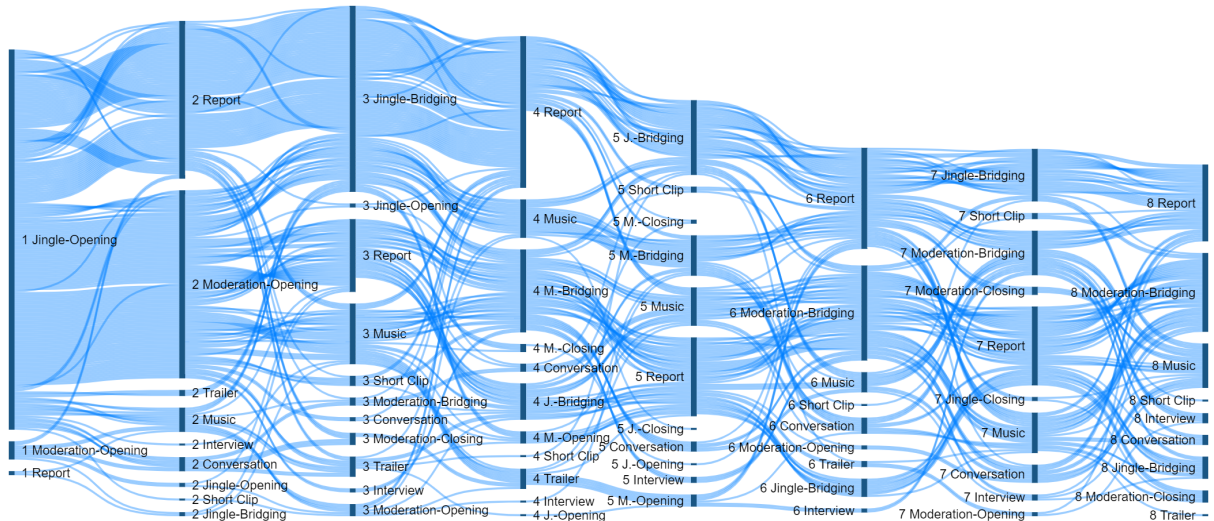 1 Jingle-Opening
1 Moderation-Opening
1 Report
2 Report
2 Moderation-Opening
2 Trailer
2 Music
2 Interview
2 Conversation
2 Jingle-Opening
2 Short Clip
2 Jingle-Bridging
3 Jingle-Bridging
3 Jingle-Opening
3 Report
3 Music
3 Short Clip
3 Moderation-Bridging
3 Conversation
3 Moderation-Closing
3 Trailer
3 Interview
3 Moderation-Opening
4 Report
4 Music
4 M.-Bridging
4 M.-Closing
4 Conversation
4 J.-Bridging
4 M.-Opening
4 Short Clip
4 Trailer
4 Interview
4 J.-Opening
5 J.-Bridging
5 Short Clip
5 M.-Closing
5 M.-Bridging
5 Music
5 Report
5 J.-Closing
5 Conversation
5 J.-Opening
5 Interview
5 M.-Opening
6 Report
6 Moderation-Bridging
6 Music
6 Short Clip
6 Conversation
6 Moderation-Opening
6 Trailer
6 Jingle-Bridging
6 Interview
7 Jingle-Bridging
7 Short Clip
7 Moderation-Bridging
7 Moderation-Closing
7 Report
7 Jingle-Closing
7 Music
7 Conversation
7 Interview
7 Moderation-Opening
8 Report
8 Moderation-Bridging
8 Music
8 Short Clip
8 Interview
8 Conversation
8 Jingle-Bridging
8 Moderation-Closing
8 Trailer